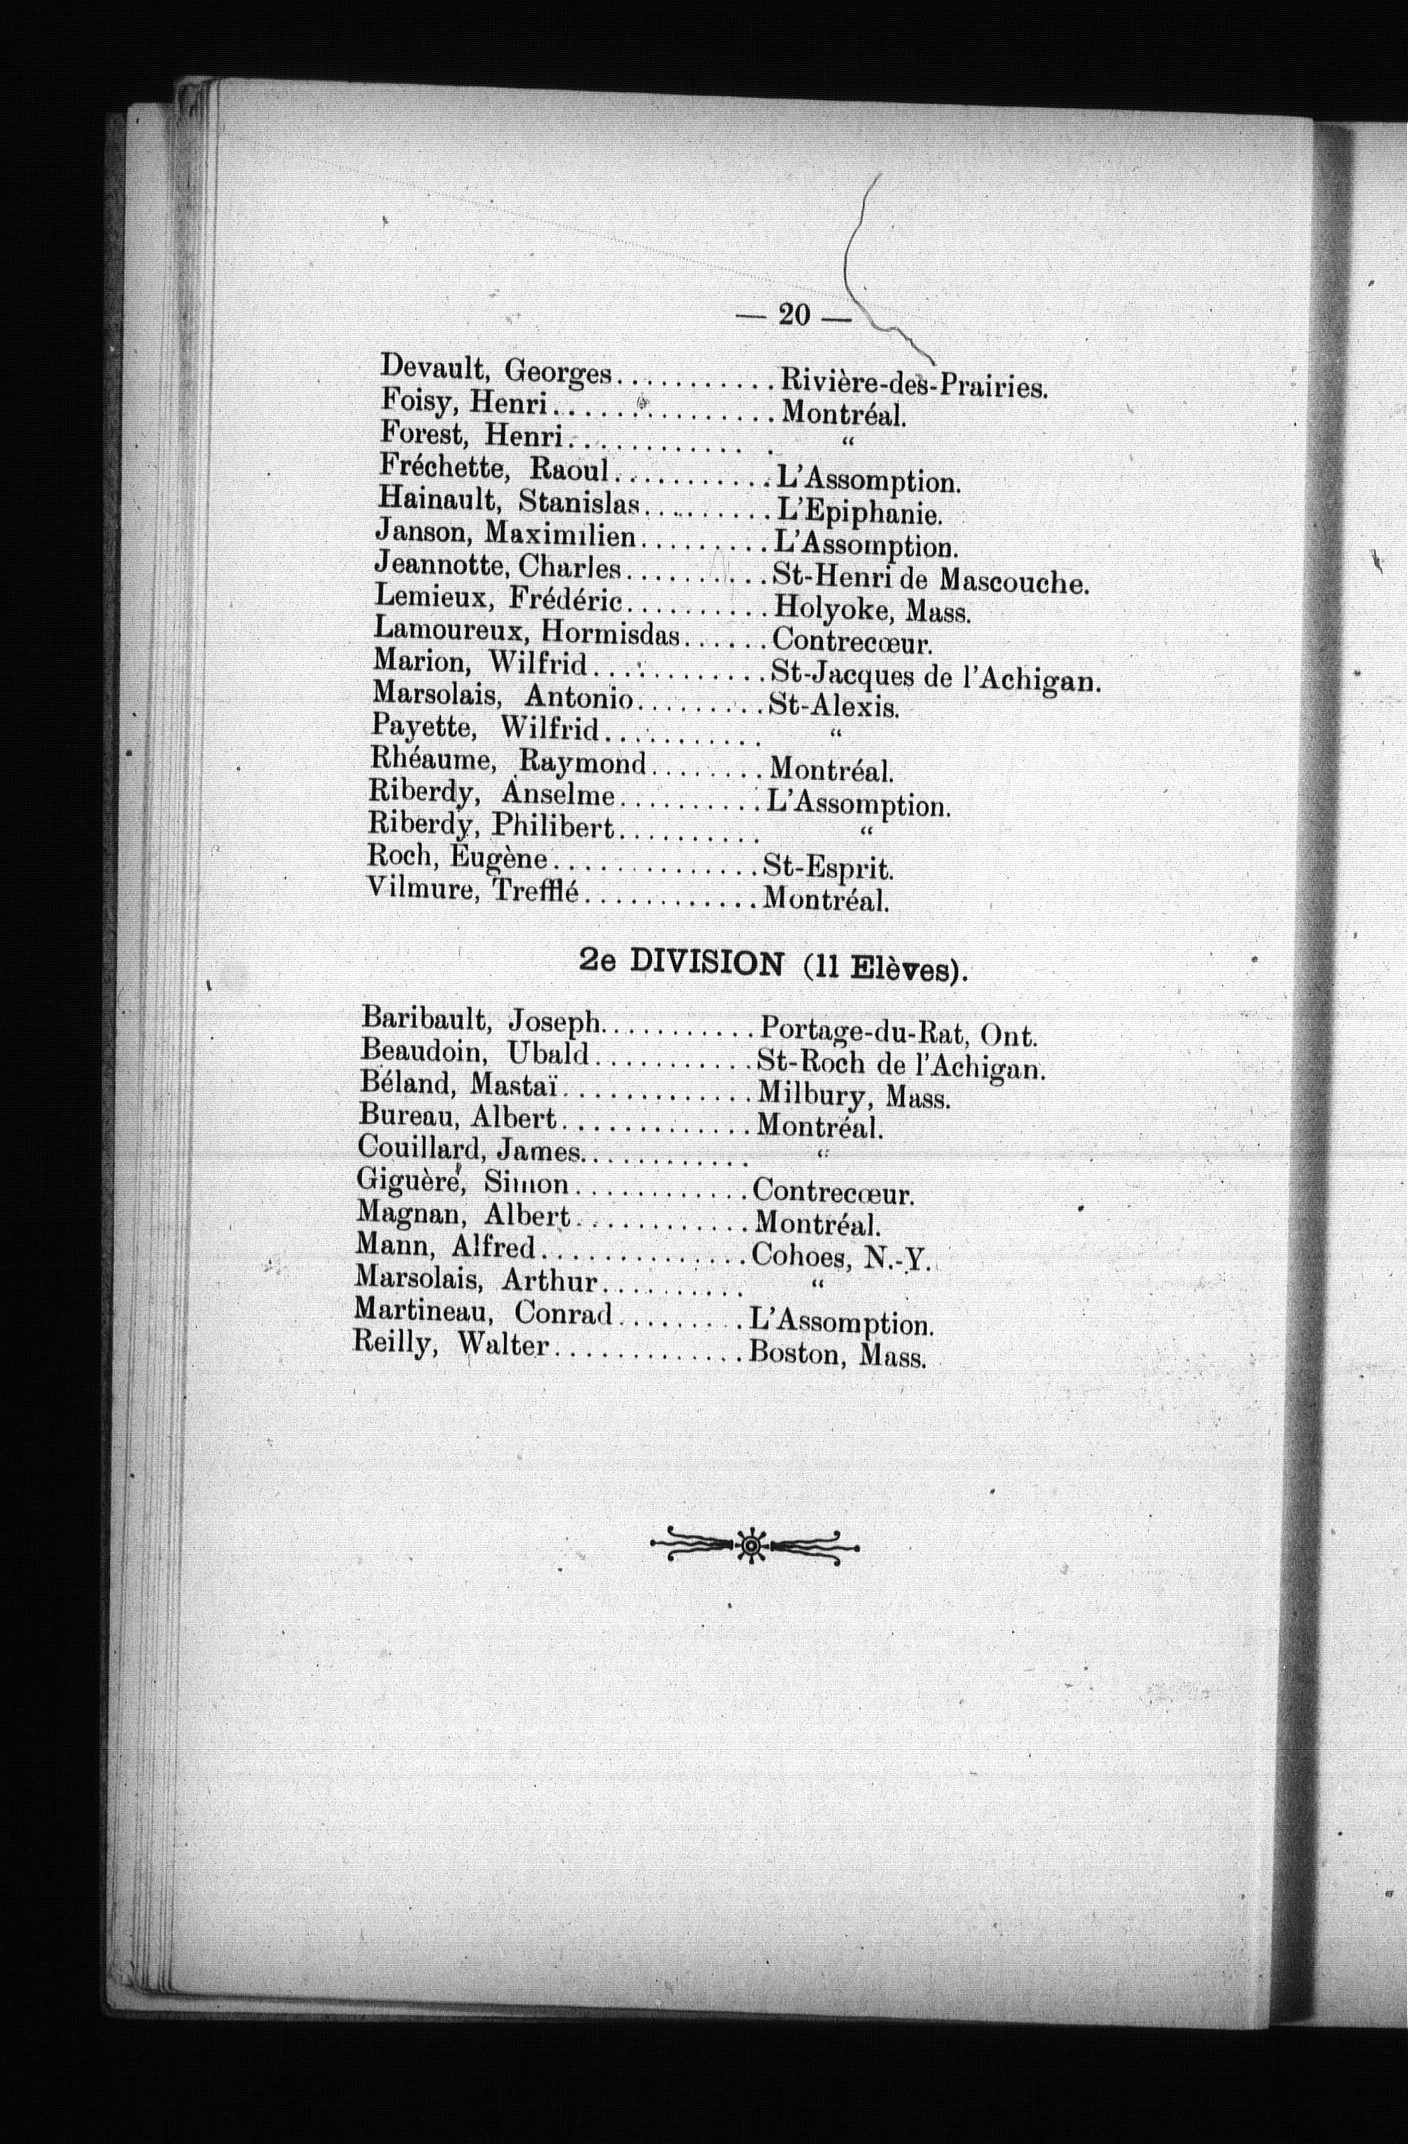 — 20 —
Devault, Georges........... Rivière-des-Prairies.
Foisy, Henri............... Montréal.
Forest, Henri............. “
Fréchette, Raoul........... L'Assomption.
Hainault, Stanislas......... L'Epiphanie.
Janson, Maximilien......... L'Assomption.
Jeannotte, Charles.......... St-Henri de Mascouche.
Lemieux, Frédéric.......... Holyoke, Mass.
Lamoureux, Hormisdas...... Contrecœur.
Marion, Wilfrid............ St-Jacques de l'Achigan.
Marsolais, Antonio......... St-Alexis.
Payette, Wilfrid........... “
Rhéaume, Raymond........ Montréal.
Riberdy, Anselme.......... L'Assomption.
Riberdy, Philibert.......... “
Roch, Eugène.............. St-Esprit.
Vilmure, Trefflé............ Montréal.
2e DIVISION (11 Elèves).
Baribault, Joseph........... Portage-du-Rat, Ont.
Beaudoin, Ubald........... St-Roch de l'Achigan.
Béland, Mastaï............. Milbury, Mass.
Bureau, Albert............. Montréal.
Couillard, James............ “
Giguère, Simon............ Contrecœur.
Magnan, Albert............ Montréal.
Mann, Alfred.............. Cohoes, N.-Y.
Marsolais, Arthur.......... “
Martineau, Conrad......... L'Assomption.
Reilly, Walter............. Boston, Mass.